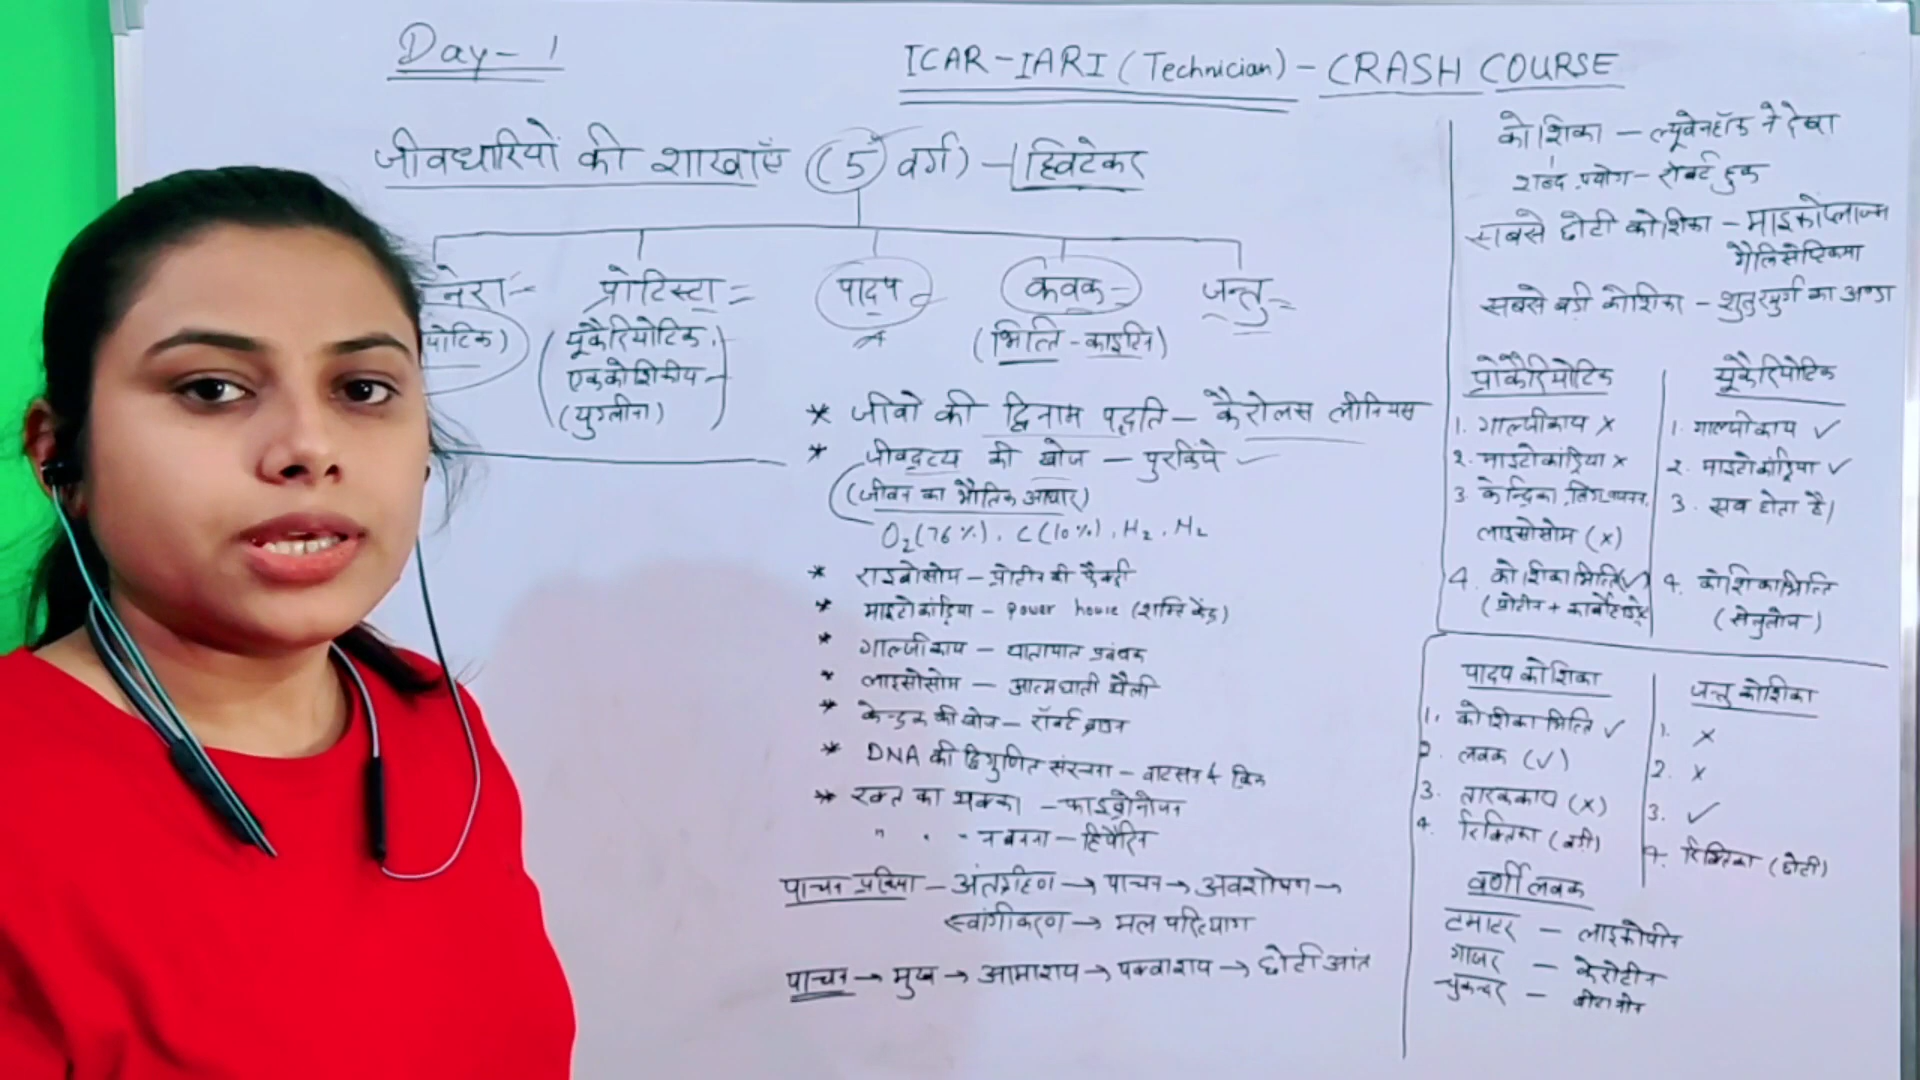 Day-1
ICAR-IARI (Technician) - CRASH COURSE
जीवधारियों की शाखाएँ (5 वर्ग) - ह्विटेकर
नेरा प्रोटिस्टा पादप कवक जन्तु
पोटिक) (यूकैरियोटिक, (भित्ति - काइटिन)
एककोशिकीय
(युग्लीना)
* जीवो की द्विनाम पद्धति - कैरोलस लीनियस
* जीवद्रव्य की खोज - पुरकिंजे
(जीवन का भौतिक आधार)
O2 (76%), C (10%), H2, N2
* राइबोसोम - प्रोटीन की फैक्ट्री
* माइटोकांड्रिया - power house (शक्ति केंद्र)
* गाल्जीकाय - यातायात प्रबंधक
* लाइसोसोम - आत्मघाती थैली
* केन्द्रक की खोज - रॉबर्ट ब्राउन
* DNA की द्विगुणित संरचना - वाटसन & क्रिक
* रक्त का थक्का - फाइब्रोनोजन
" " - न बनना - हिपैरिन
पाचन प्रक्रिया - अंतर्ग्रहण → पाचन → अवशोषण →
स्वांगीकरण → मल परित्याग
पाचन → मुख → आमाशय → पक्वाशय → छोटी आंत
कोशिका - ल्यूवेनहॉक ने देखा
शब्द प्रयोग - रॉबर्ट हुक
सबसे छोटी कोशिका - माइकोप्लाज्म
गैलिसेप्टिकमा
सबसे बड़ी कोशिका - शुतुरमुर्ग का अण्डा
प्रोकैरियोटिक
1. गाल्जीकाय X
2. माइटोकांड्रिया X
3. केन्द्रिका
लाइसोसोम (X)
4. कोशिकाभित्ति (✓)
(प्रोटीन + कार्बोहाइड्रेट)
यूकैरियोटिक
1. गाल्जीकाय ✓
2. माइटोकांड्रिया ✓
3. सब होता है।
4. कोशिकाभित्ति
(सेलुलोज)
पादप कोशिका
1. कोशिका भित्ति ✓
2. लवक (✓)
3. तारककाय (X)
4. रिक्तिका (बड़ी)
जन्तु कोशिका
1. X
2. X
3. ✓
4. रिक्तिका (छोटी)
वर्णी लवक
टमाटर - लाइकोपीन
गाजर - केरोटीन
चुकन्दर - बीटानीन